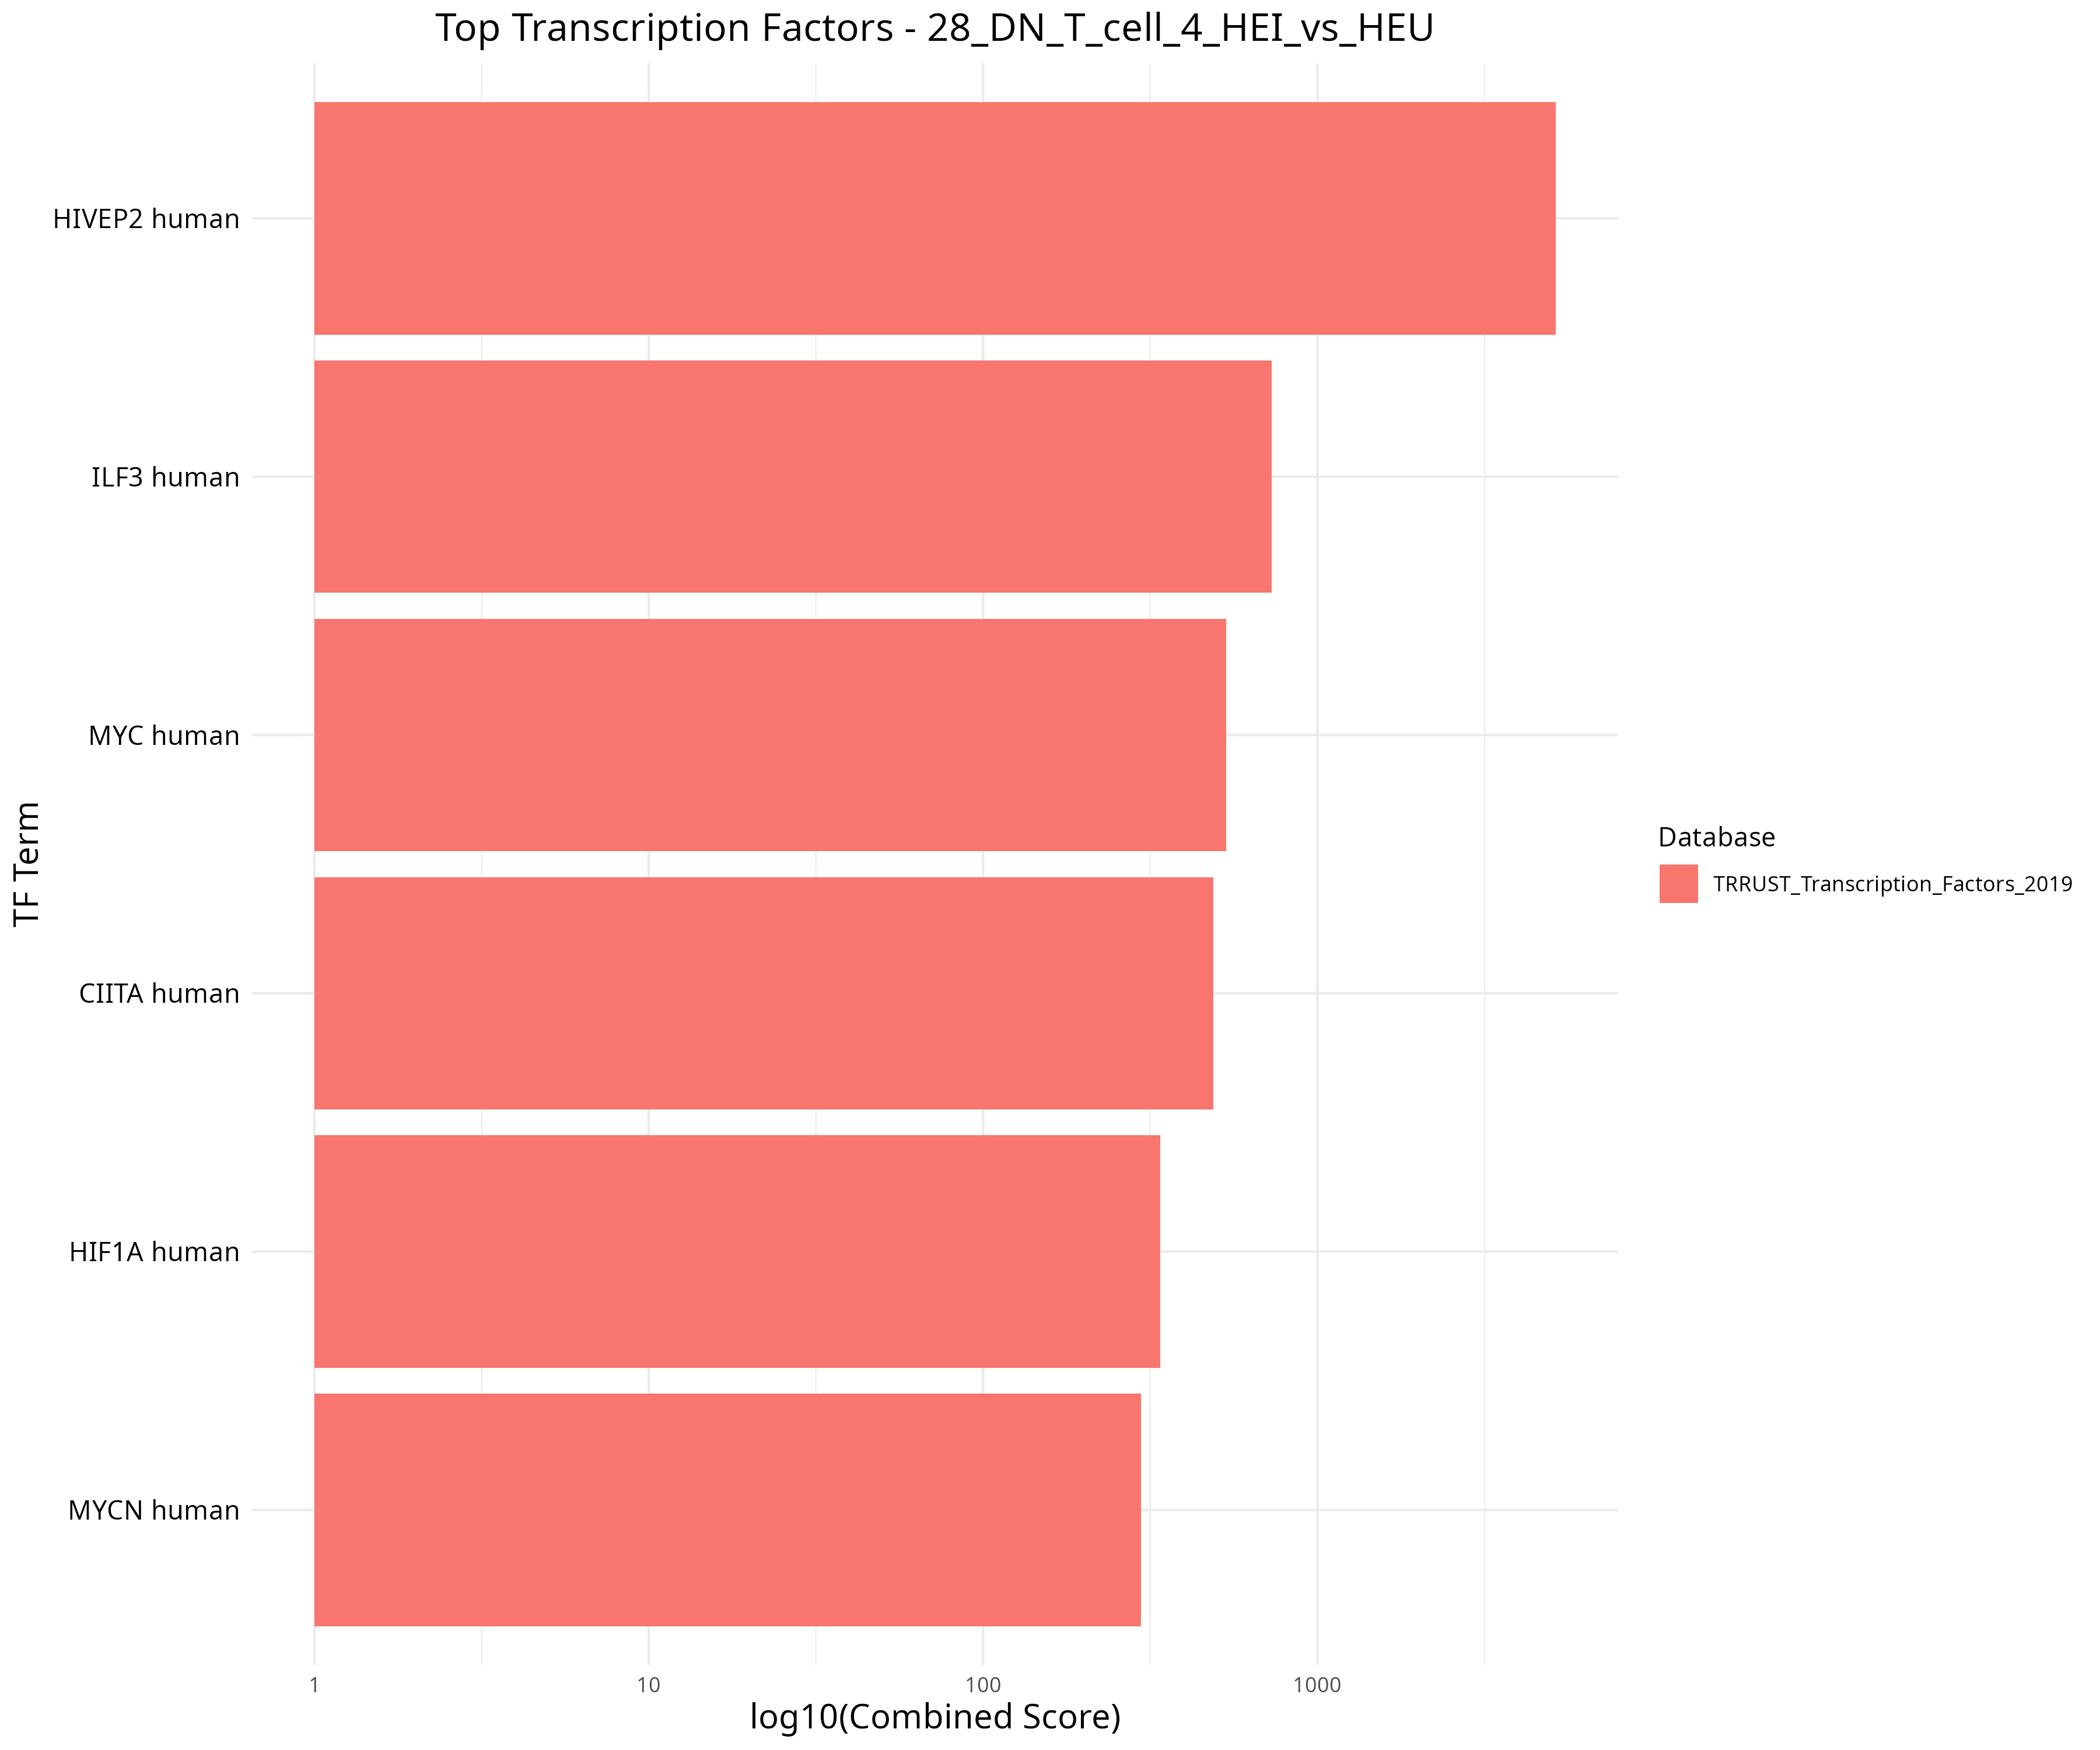 Top Transcription Factors - 28_DN_T_cell_4_HEI_vs_HEU
HIVEP2 human
ILF3 human
MYC human
CIITA human
HIF1A human
MYCN human
TF Term
1 10 100 1000
log10(Combined Score)
Database
TRRUST_Transcription_Factors_2019